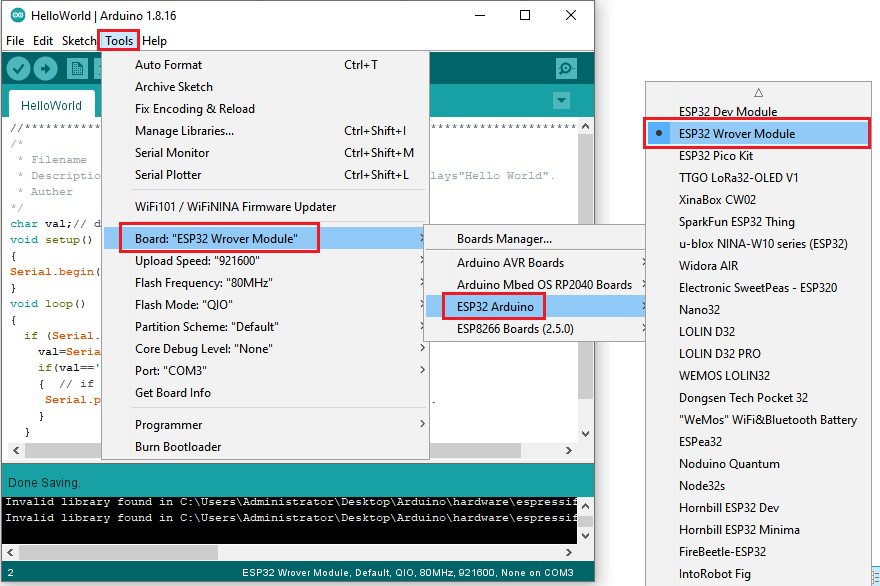 HelloWorld | Arduino 1.8.16
File Edit Sketch Tools Help
HelloWorld
Auto Format Ctrl+T
Archive Sketch
Fix Encoding & Reload
Manage Libraries... Ctrl+Shift+I
Serial Monitor Ctrl+Shift+M
Serial Plotter Ctrl+Shift+L
WiFi101 / WiFiNINA Firmware Updater
Board: "ESP32 Wrover Module"
Upload Speed: "921600"
Flash Frequency: "80MHz"
Flash Mode: "QIO"
Partition Scheme: "Default"
Core Debug Level: "None"
Port: "COM3"
Get Board Info
Programmer
Burn Bootloader
//************ ********************
/*
* Filename
* Descriptio lays"Hello World".
* Auther
*/
char val;// d
void setup()
{
Serial.begin(
}
void loop()
{
if (Serial.
val=Seria
if(val=='
{ // if
Serial.p .
}
}
Boards Manager...
Arduino AVR Boards
Arduino Mbed OS RP2040 Boards
ESP32 Arduino
ESP8266 Boards (2.5.0)
ESP32 Dev Module
ESP32 Wrover Module
ESP32 Pico Kit
TTGO LoRa32-OLED V1
XinaBox CW02
SparkFun ESP32 Thing
u-blox NINA-W10 series (ESP32)
Widora AIR
Electronic SweetPeas - ESP320
Nano32
LOLIN D32
LOLIN D32 PRO
WEMOS LOLIN32
Dongsen Tech Pocket 32
"WeMos" WiFi&Bluetooth Battery
ESPea32
Noduino Quantum
Node32s
Hornbill ESP32 Dev
Hornbill ESP32 Minima
FireBeetle-ESP32
IntoRobot Fig
Done Saving.
Invalid library found in C:\Users\Administrator\Desktop\Arduino\hardware\espressif
Invalid library found in C:\Users\Administrator\Desktop\Arduino\hardware\espressif
2 ESP32 Wrover Module, Default, QIO, 80MHz, 921600, None on COM3